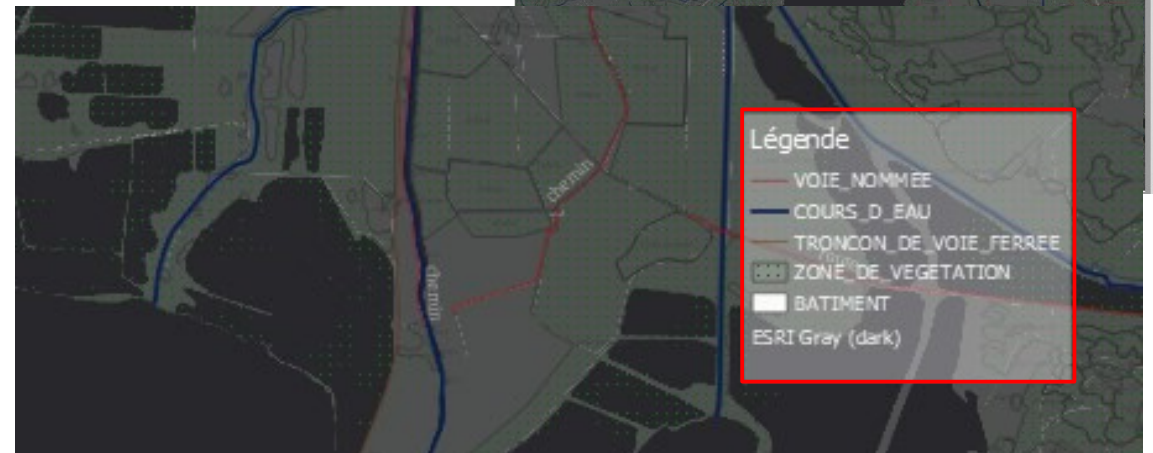 chemin
chemin
Légende
VOIE_NOMMEE
COURS_D_EAU
TRONCON_DE_VOIE_FERREE
ZONE_DE_VEGETATION
BATIMENT
ESRI Gray (dark)